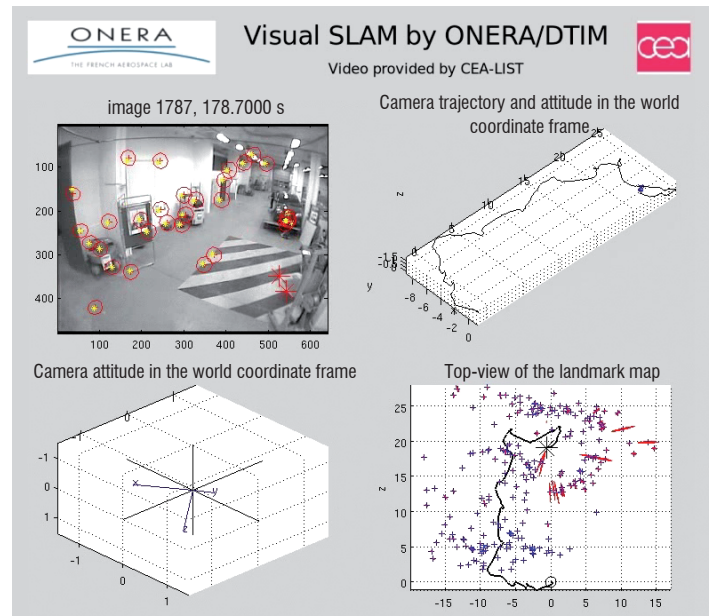 ONERA
THE FRENCH AEROSPACE LAB
Visual SLAM by ONERA/DTIM
Video provided by CEA-LIST
cea
image 1787, 178.7000 s
100
200
300
400
100 200 300 400 500 600
Camera trajectory and attitude in the world
coordinate frame
25
20
15
10
5
0
z
y
-8
-6
-4
-2
0
x
Camera attitude in the world coordinate frame
-1
0
1
-1
0
1
-1
0
x
y
z
Top-view of the landmark map
25
20
15
10
5
0
z
-15 -10 -5 0 5 10 15